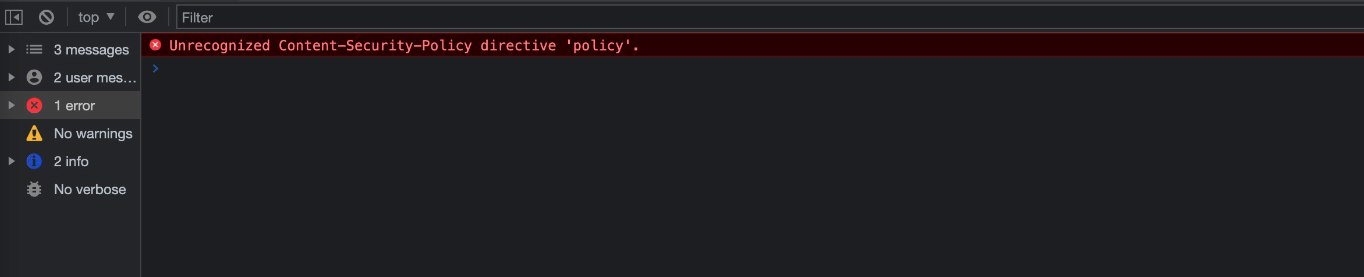 top
Filter
3 messages
2 user mes...
1 error
No warnings
2 info
No verbose
Unrecognized Content-Security-Policy directive 'policy'.
>